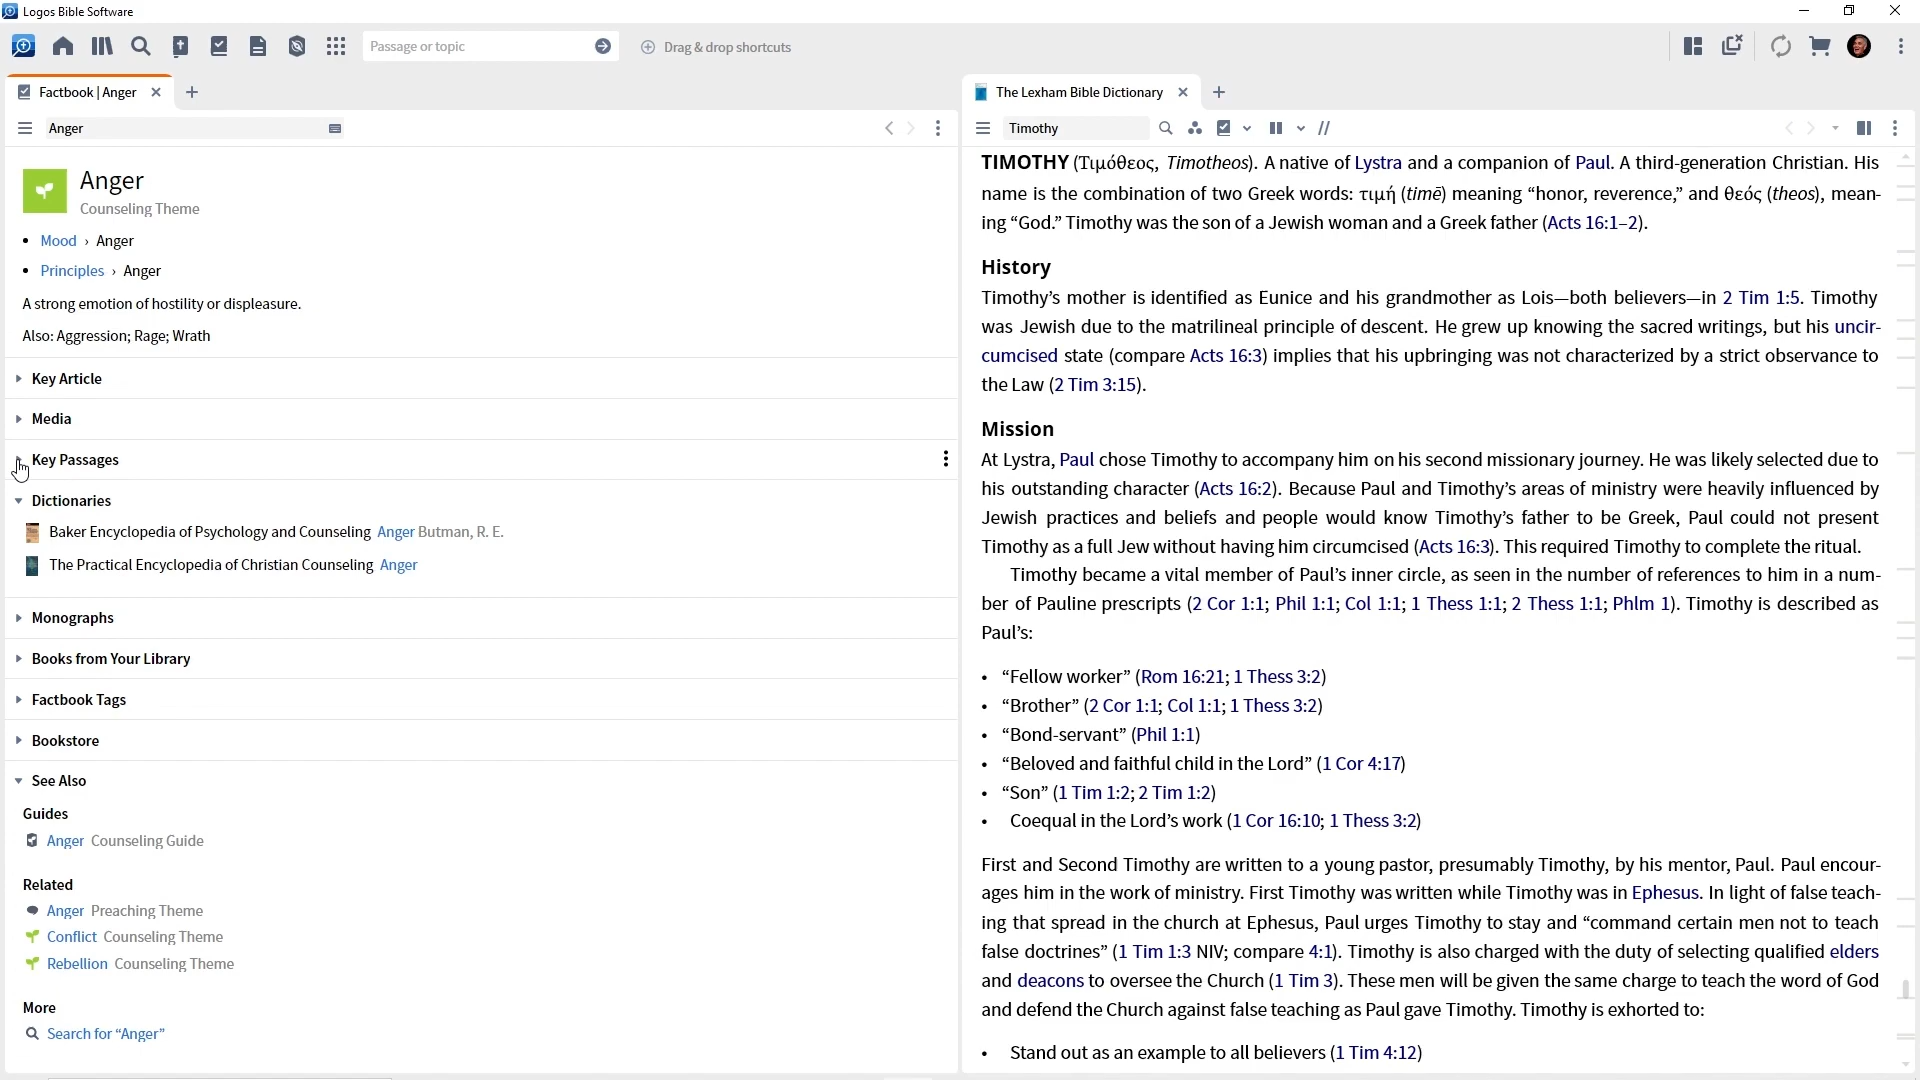 Logos Bible Software
Passage or topic
Drag & drop shortcuts
Factbook | Anger
The Lexham Bible Dictionary
Anger
Timothy
Anger
Counseling Theme
• Mood › Anger
• Principles › Anger
A strong emotion of hostility or displeasure.
Also: Aggression; Rage; Wrath
Key Article
Media
Key Passages
Dictionaries
Baker Encyclopedia of Psychology and Counseling Anger Butman, R. E.
The Practical Encyclopedia of Christian Counseling Anger
Monographs
Books from Your Library
Factbook Tags
Bookstore
See Also
Guides
Anger Counseling Guide
Related
Anger Preaching Theme
Conflict Counseling Theme
Rebellion Counseling Theme
More
Search for “Anger”
TIMOTHY (Τιμόθεος, Timotheos). A native of Lystra and a companion of Paul. A third-generation Christian. His
name is the combination of two Greek words: τιμή (timē) meaning “honor, reverence,” and θεός (theos), mean-
ing “God.” Timothy was the son of a Jewish woman and a Greek father (Acts 16:1–2).
History
Timothy’s mother is identified as Eunice and his grandmother as Lois—both believers—in 2 Tim 1:5. Timothy
was Jewish due to the matrilineal principle of descent. He grew up knowing the sacred writings, but his uncir-
cumcised state (compare Acts 16:3) implies that his upbringing was not characterized by a strict observance to
the Law (2 Tim 3:15).
Mission
At Lystra, Paul chose Timothy to accompany him on his second missionary journey. He was likely selected due to
his outstanding character (Acts 16:2). Because Paul and Timothy’s areas of ministry were heavily influenced by
Jewish practices and beliefs and people would know Timothy’s father to be Greek, Paul could not present
Timothy as a full Jew without having him circumcised (Acts 16:3). This required Timothy to complete the ritual.
Timothy became a vital member of Paul’s inner circle, as seen in the number of references to him in a num-
ber of Pauline prescripts (2 Cor 1:1; Phil 1:1; Col 1:1; 1 Thess 1:1; 2 Thess 1:1; Phlm 1). Timothy is described as
Paul’s:
• “Fellow worker” (Rom 16:21; 1 Thess 3:2)
• “Brother” (2 Cor 1:1; Col 1:1; 1 Thess 3:2)
• “Bond-servant” (Phil 1:1)
• “Beloved and faithful child in the Lord” (1 Cor 4:17)
• “Son” (1 Tim 1:2; 2 Tim 1:2)
• Coequal in the Lord’s work (1 Cor 16:10; 1 Thess 3:2)
First and Second Timothy are written to a young pastor, presumably Timothy, by his mentor, Paul. Paul encour-
ages him in the work of ministry. First Timothy was written while Timothy was in Ephesus. In light of false teach-
ing that spread in the church at Ephesus, Paul urges Timothy to stay and “command certain men not to teach
false doctrines” (1 Tim 1:3 NIV; compare 4:1). Timothy is also charged with the duty of selecting qualified elders
and deacons to oversee the Church (1 Tim 3). These men will be given the same charge to teach the word of God
and defend the Church against false teaching as Paul gave Timothy. Timothy is exhorted to:
• Stand out as an example to all believers (1 Tim 4:12)